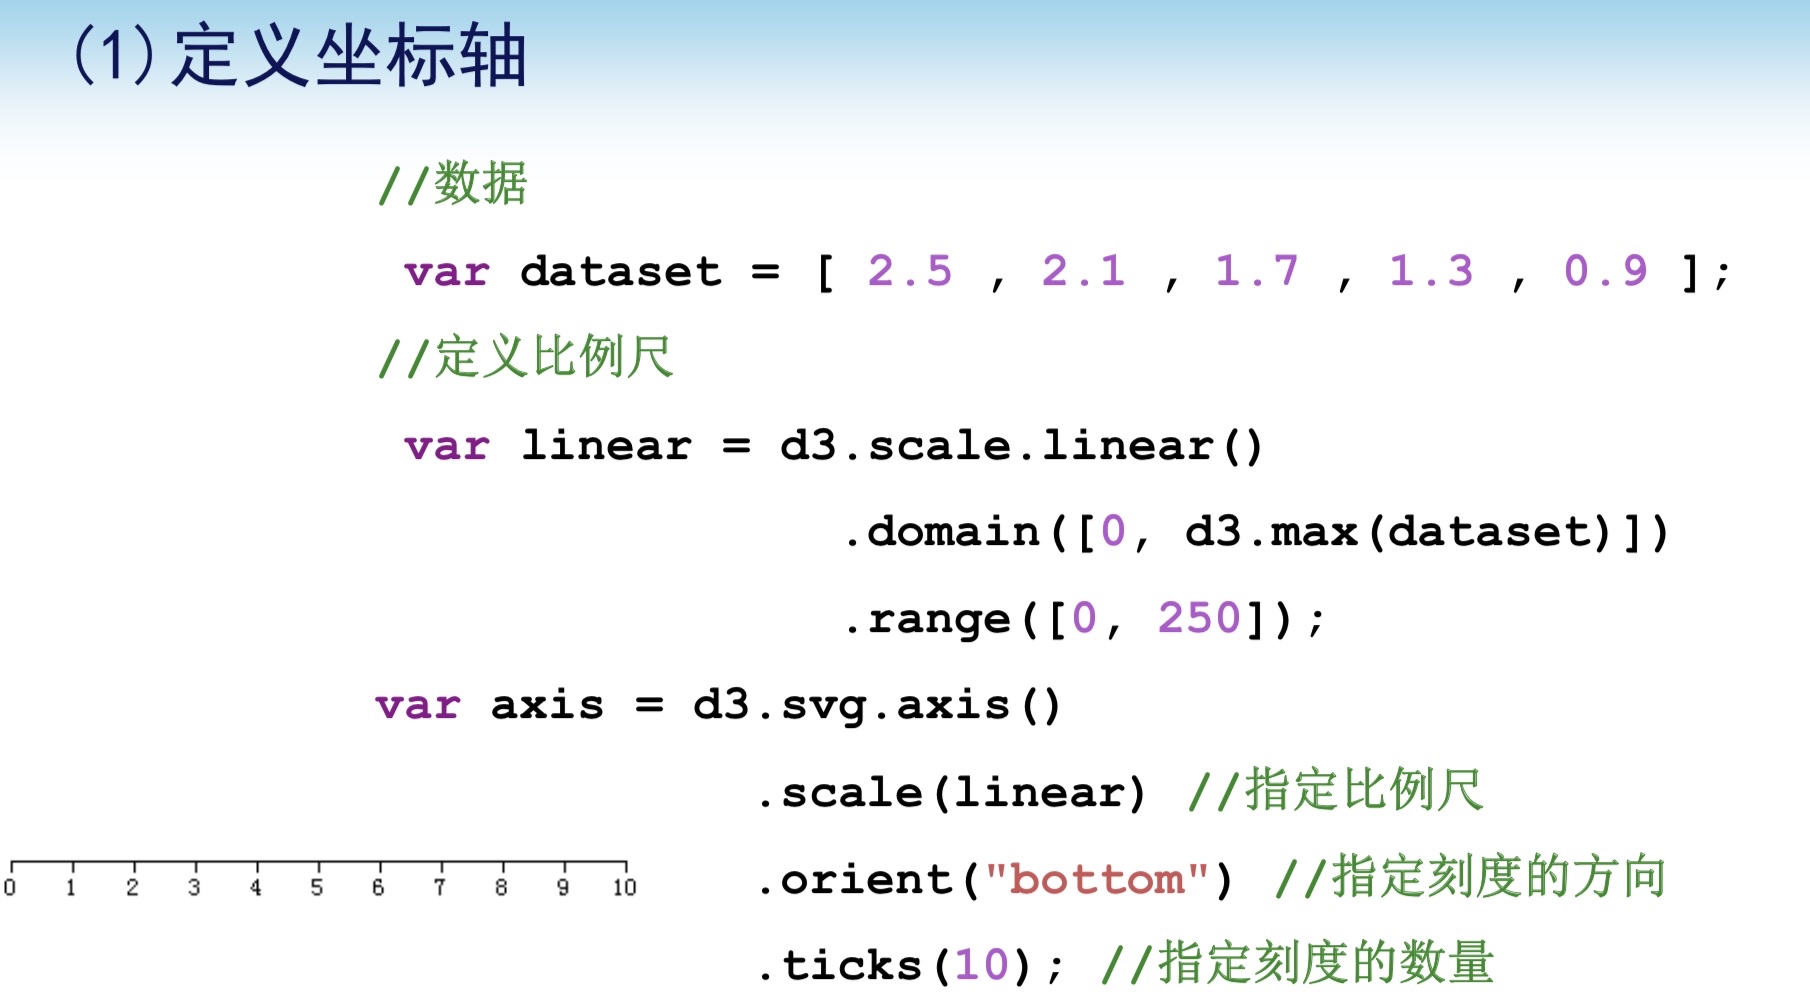 (1)定义坐标轴
//数据
var dataset = [ 2.5 , 2.1 , 1.7 , 1.3 , 0.9 ];
//定义比例尺
var linear = d3.scale.linear()
.domain([0, d3.max(dataset)])
.range([0, 250]);
var axis = d3.svg.axis()
.scale(linear) //指定比例尺
.orient("bottom") //指定刻度的方向
.ticks(10); //指定刻度的数量
0 1 2 3 4 5 6 7 8 9 10